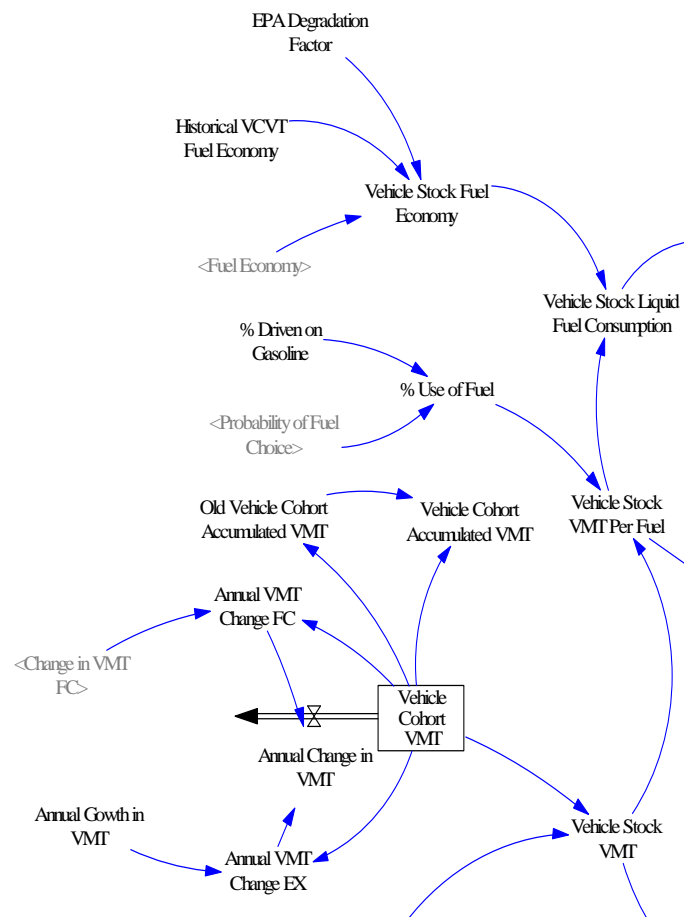 EPA Degradation
Factor
Historical VCVT
Fuel Economy
Vehicle Stock Fuel
Economy
<Fuel Economy>
Vehicle Stock Liquid
Fuel Consumption
% Driven on
Gasoline
% Use of Fuel
<Probability of Fuel
Choice>
Old Vehicle Cohort
Accumulated VMT
Vehicle Cohort
Accumulated VMT
Vehicle Stock
VMT Per Fuel
Annual VMT
Change FC
<Change in VMT
FC>
Vehicle
Cohort
VMT
Annual Change in
VMT
Annual Gowth in
VMT
Annual VMT
Change EX
Vehicle Stock
VMT